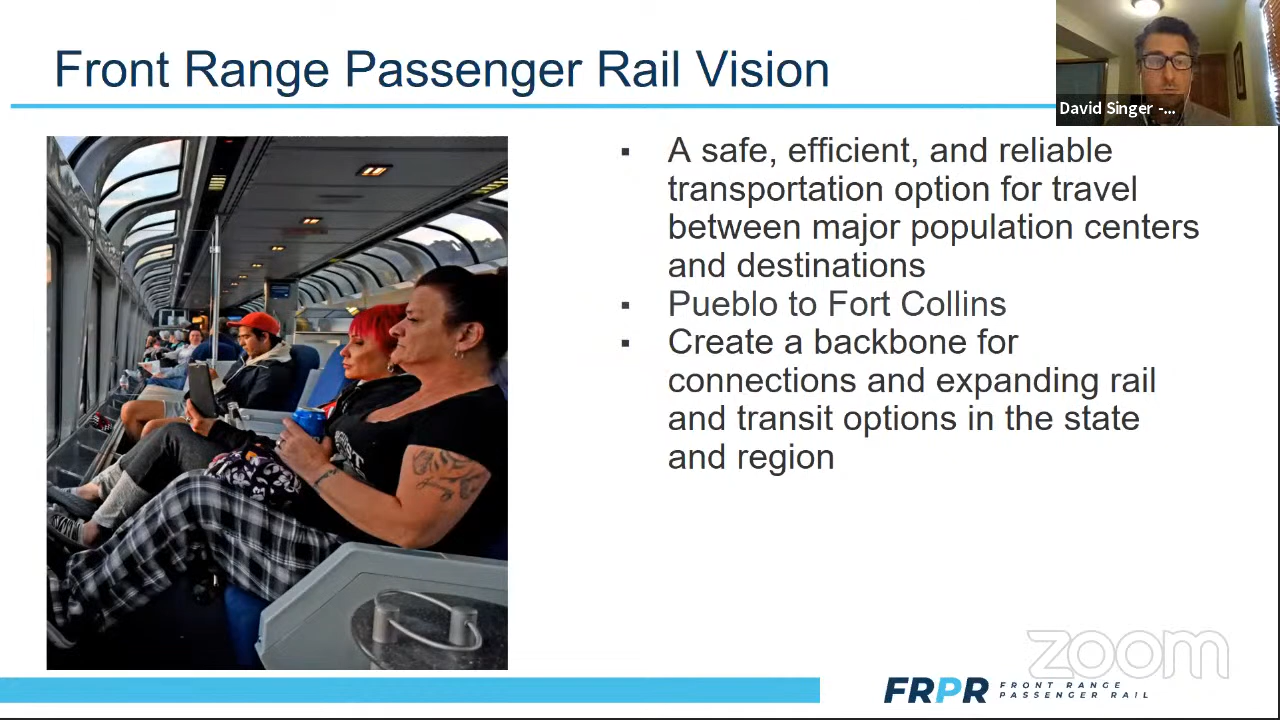 Front Range Passenger Rail Vision
David Singer -...
▪ A safe, efficient, and reliable
transportation option for travel
between major population centers
and destinations
▪ Pueblo to Fort Collins
▪ Create a backbone for
connections and expanding rail
and transit options in the state
and region
zoom
FRPR
FRONT RANGE
PASSENGER RAIL